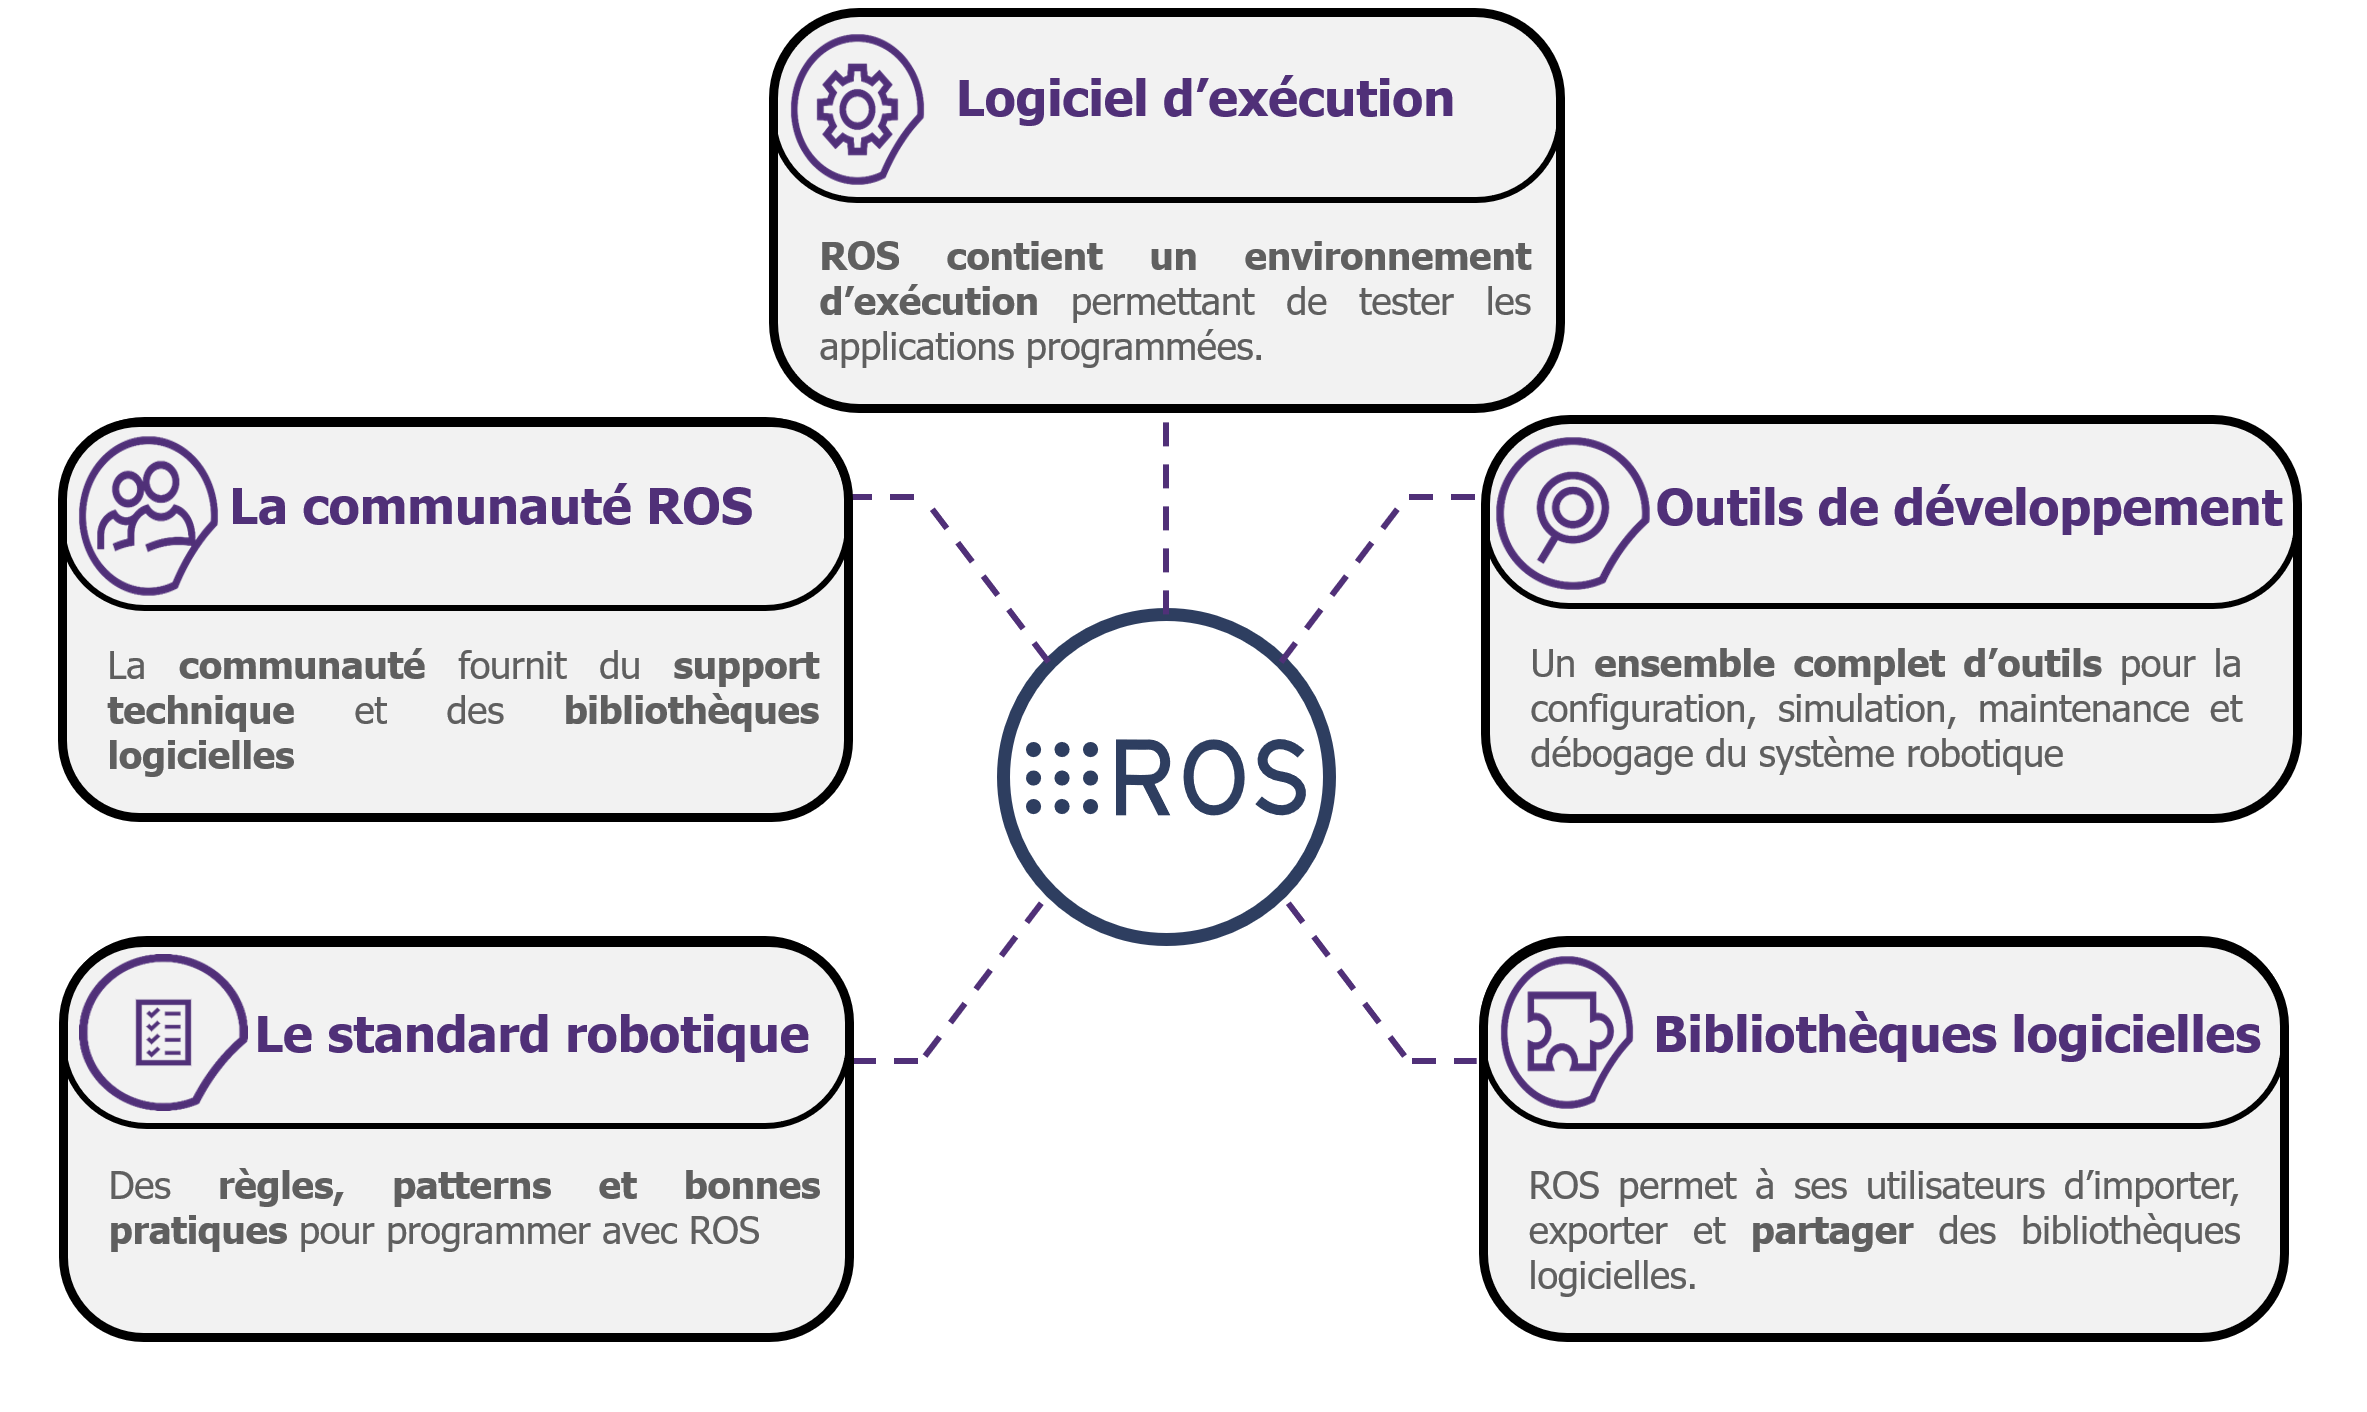 Logiciel d’exécution
ROS contient un environnement
d’exécution permettant de tester les
applications programmées.
La communauté ROS
La communauté fournit du support
technique et des bibliothèques
logicielles
Outils de développement
Un ensemble complet d’outils pour la
configuration, simulation, maintenance et
débogage du système robotique
ROS
Le standard robotique
Des règles, patterns et bonnes
pratiques pour programmer avec ROS
Bibliothèques logicielles
ROS permet à ses utilisateurs d’importer,
exporter et partager des bibliothèques
logicielles.